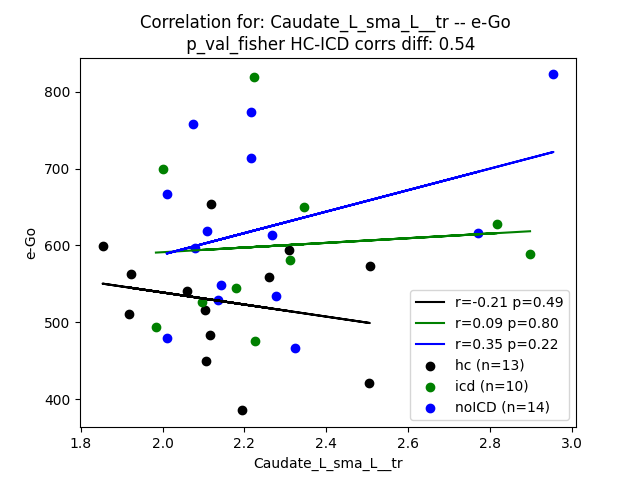 Correlation for: Caudate_L_sma_L__tr -- e-Go
p_val_fisher HC-ICD corrs diff: 0.54
800
700
600
500
400
e-Go
r=-0.21 p=0.49
r=0.09 p=0.80
r=0.35 p=0.22
hc (n=13)
icd (n=10)
noICD (n=14)
1.8 2.0 2.2 2.4 2.6 2.8 3.0
Caudate_L_sma_L__tr